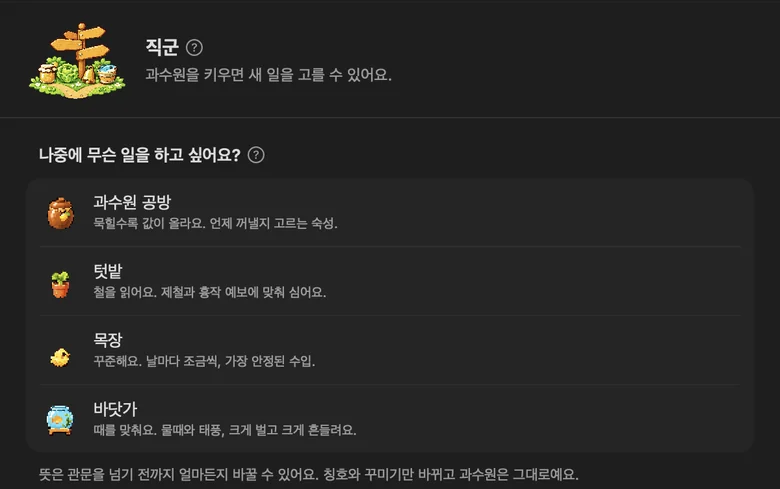 직군 ?
과수원을 키우면 새 일을 고를 수 있어요.
나중에 무슨 일을 하고 싶어요? ?
과수원 공방
묵힐수록 값이 올라요. 언제 꺼낼지 고르는 숙성.
텃밭
철을 읽어요. 제철과 흉작 예보에 맞춰 심어요.
목장
꾸준해요. 날마다 조금씩, 가장 안정된 수입.
바닷가
때를 맞춰요. 물때와 태풍, 크게 벌고 크게 흔들려요.
뜻은 관문을 넘기 전까지 얼마든지 바꿀 수 있어요. 칭호와 꾸미기만 바뀌고 과수원은 그대로예요.